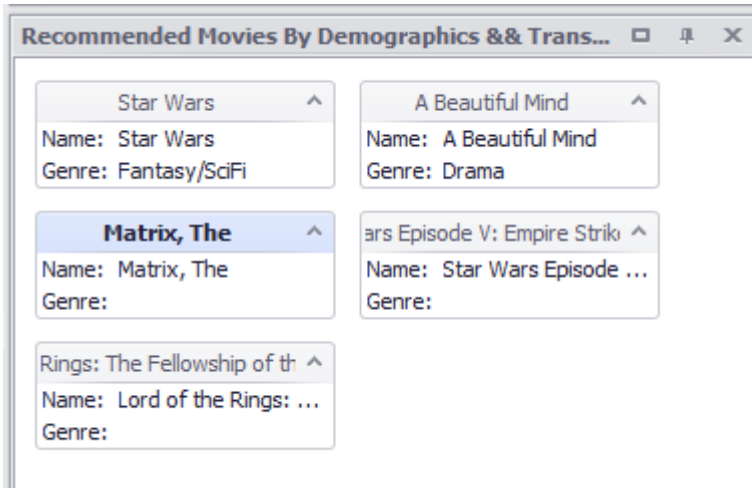 Recommended Movies By Demographics && Trans...
Star Wars
Name: Star Wars
Genre: Fantasy/SciFi
A Beautiful Mind
Name: A Beautiful Mind
Genre: Drama
Matrix, The
Name: Matrix, The
Genre:
ars Episode V: Empire Strik
Name: Star Wars Episode ...
Genre:
Rings: The Fellowship of th
Name: Lord of the Rings: ...
Genre: